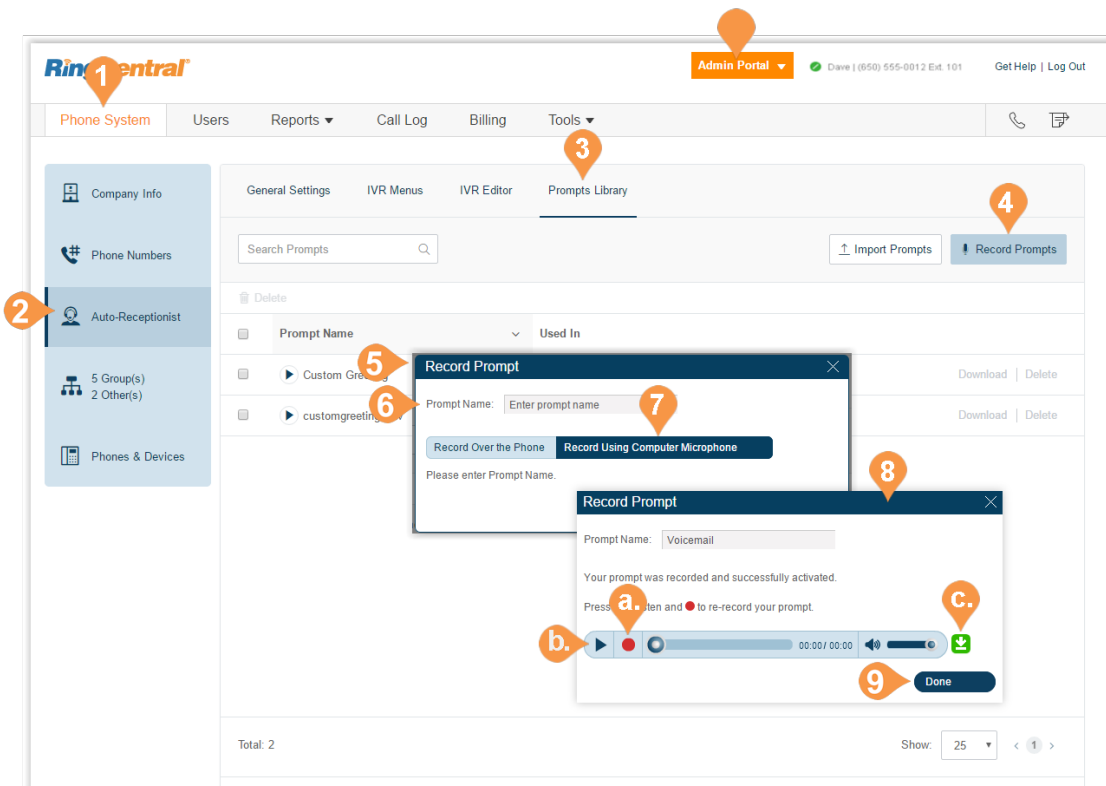 Admin Portal
Dave | (650) 555-0012 Ext. 101
Get Help | Log Out
1
Phone System
Users
Reports
Call Log
Billing
Tools
3
Company Info
Phone Numbers
2
Auto-Receptionist
5 Group(s)
2 Other(s)
Phones & Devices
General Settings
IVR Menus
IVR Editor
Prompts Library
4
Search Prompts
Import Prompts
Record Prompts
Delete
Prompt Name
Used In
Custom
Download | Delete
Download | Delete
5
Record Prompt
6
Prompt Name:
Enter prompt name
7
Record Over the Phone
Record Using Computer Microphone
Please enter Prompt Name.
8
Record Prompt
Prompt Name:
Voicemail
Your prompt was recorded and successfully activated.
Press
and
to re-record your prompt.
a.
b.
c.
00:00 / 00:00
9
Done
Total: 2
Show:
25
< 1 >